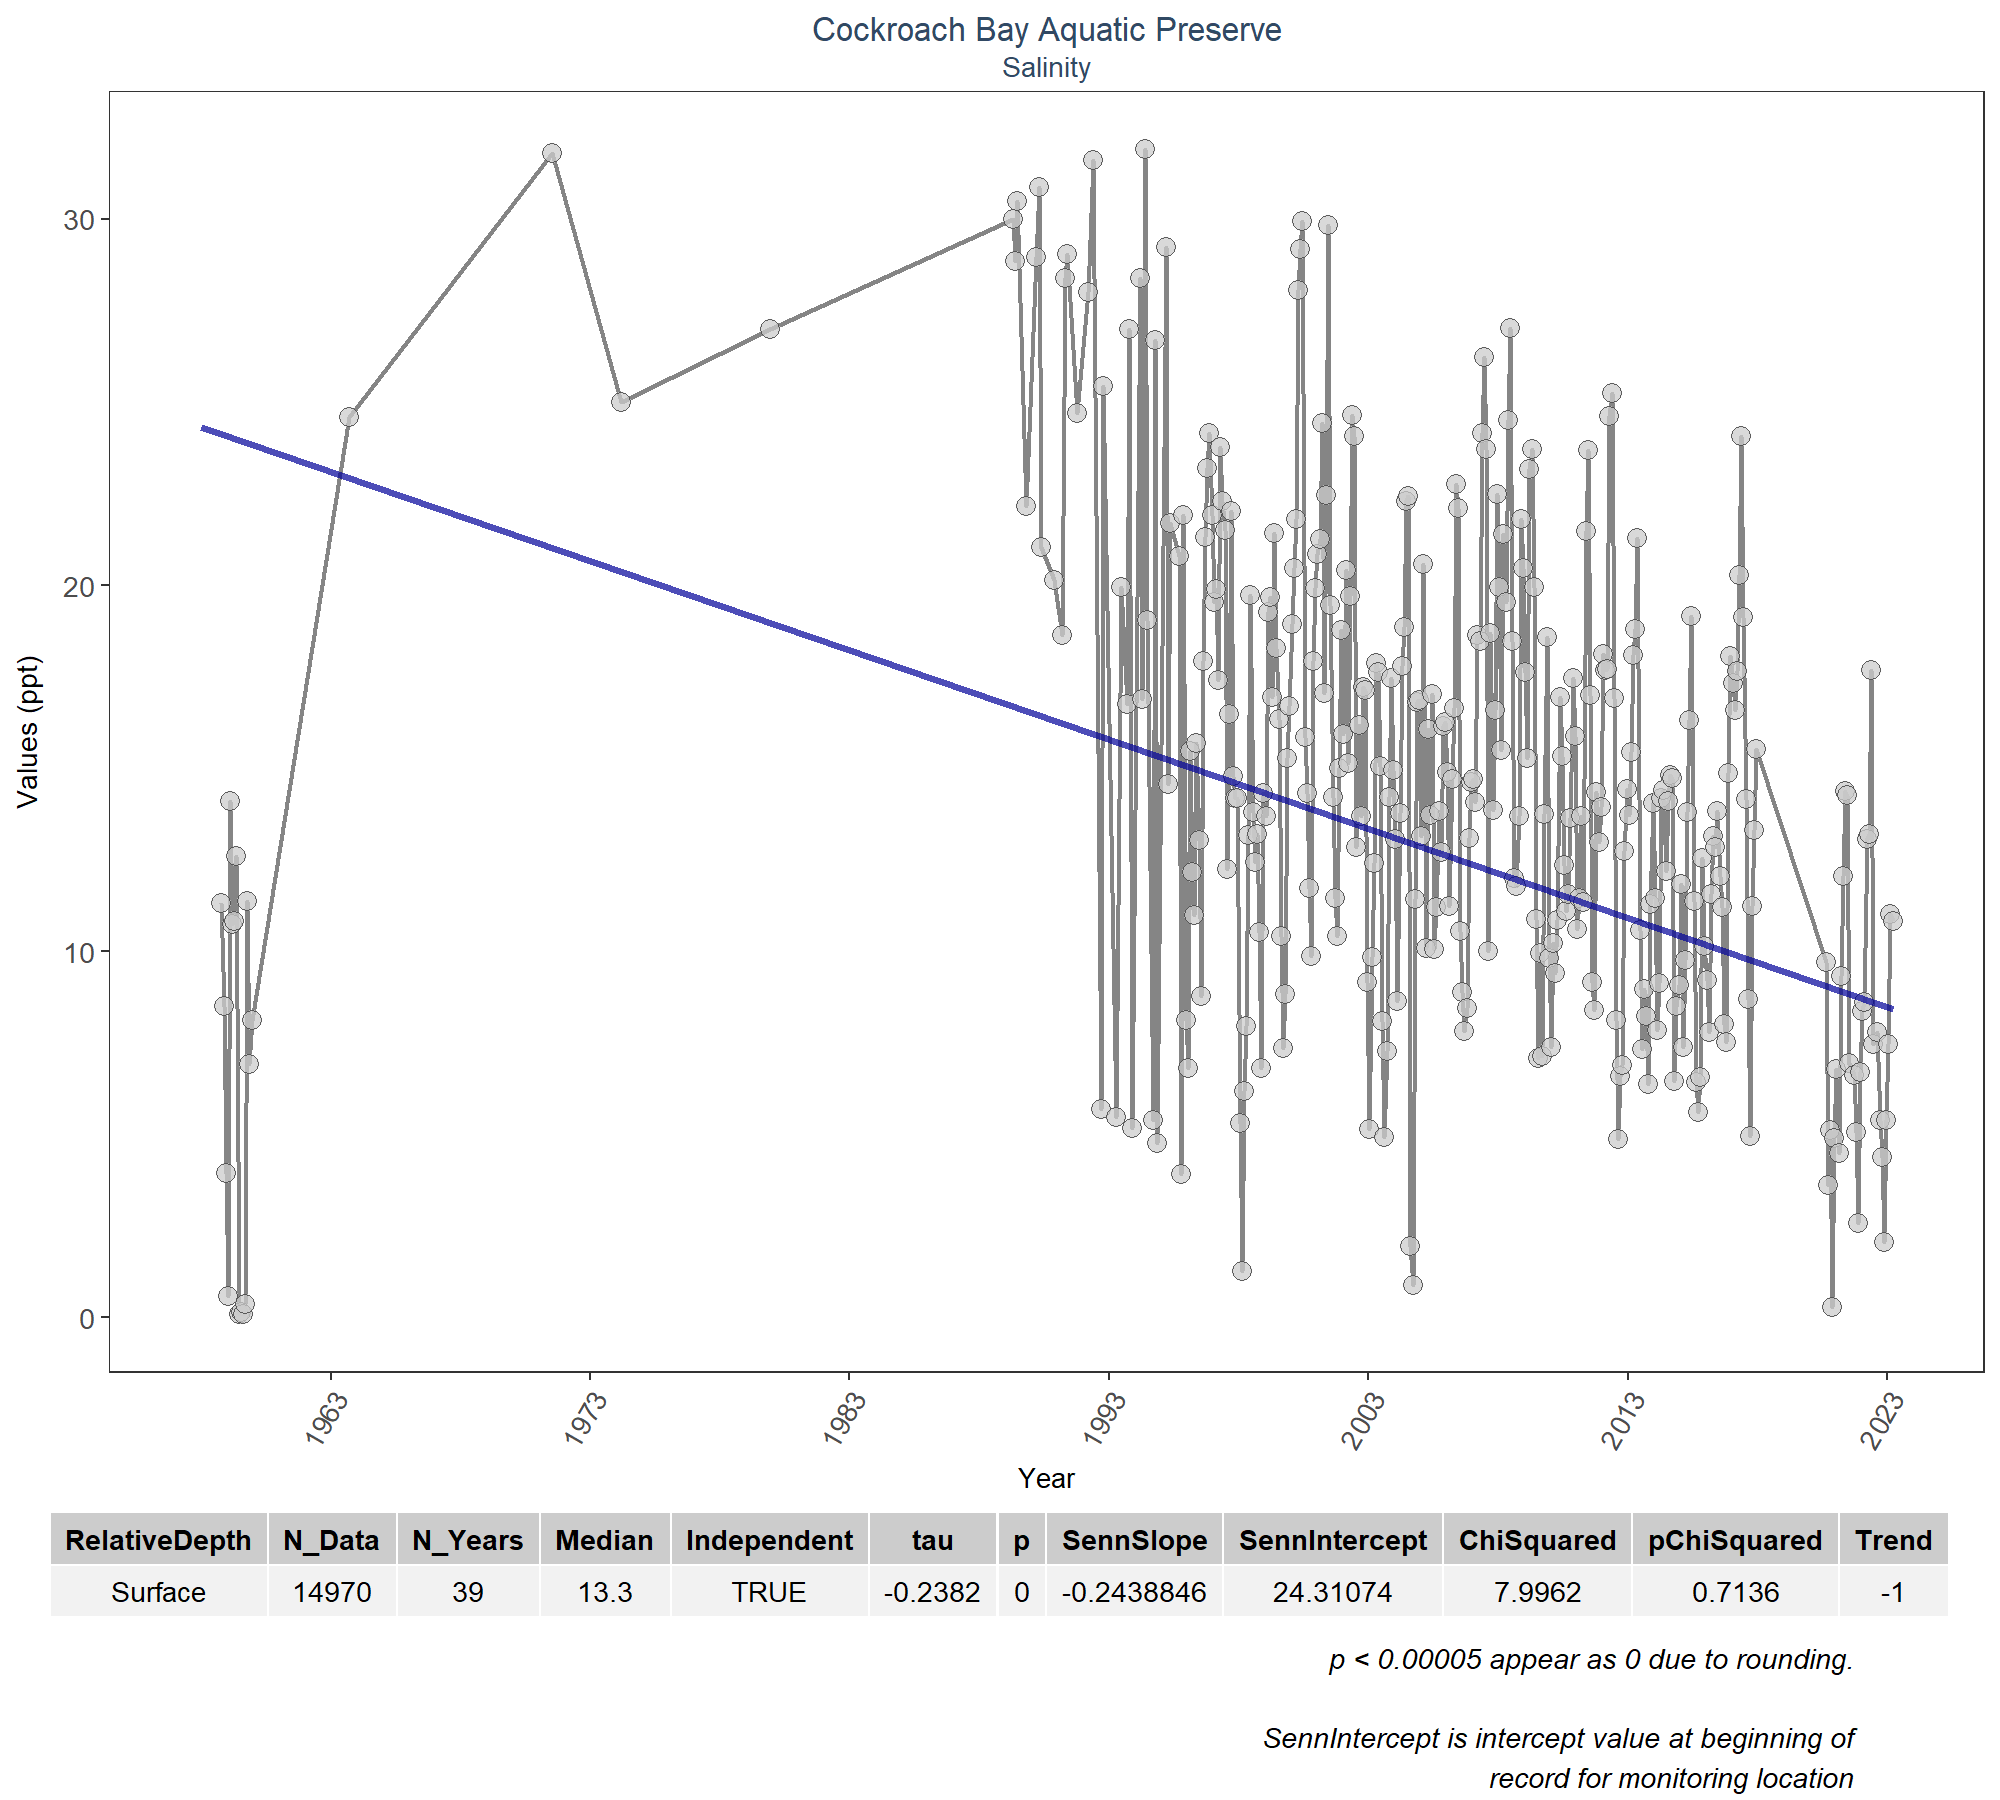 Cockroach Bay Aquatic Preserve
Salinity
Values (ppt)
30
20
10
0
1963
1973
1983
1993
2003
2013
2023
Year
RelativeDepth N_Data N_Years Median Independent tau p SennSlope SennIntercept ChiSquared pChiSquared Trend
Surface 14970 39 13.3 TRUE -0.2382 0 -0.2438846 24.31074 7.9962 0.7136 -1
p < 0.00005 appear as 0 due to rounding.
SennIntercept is intercept value at beginning of
record for monitoring location